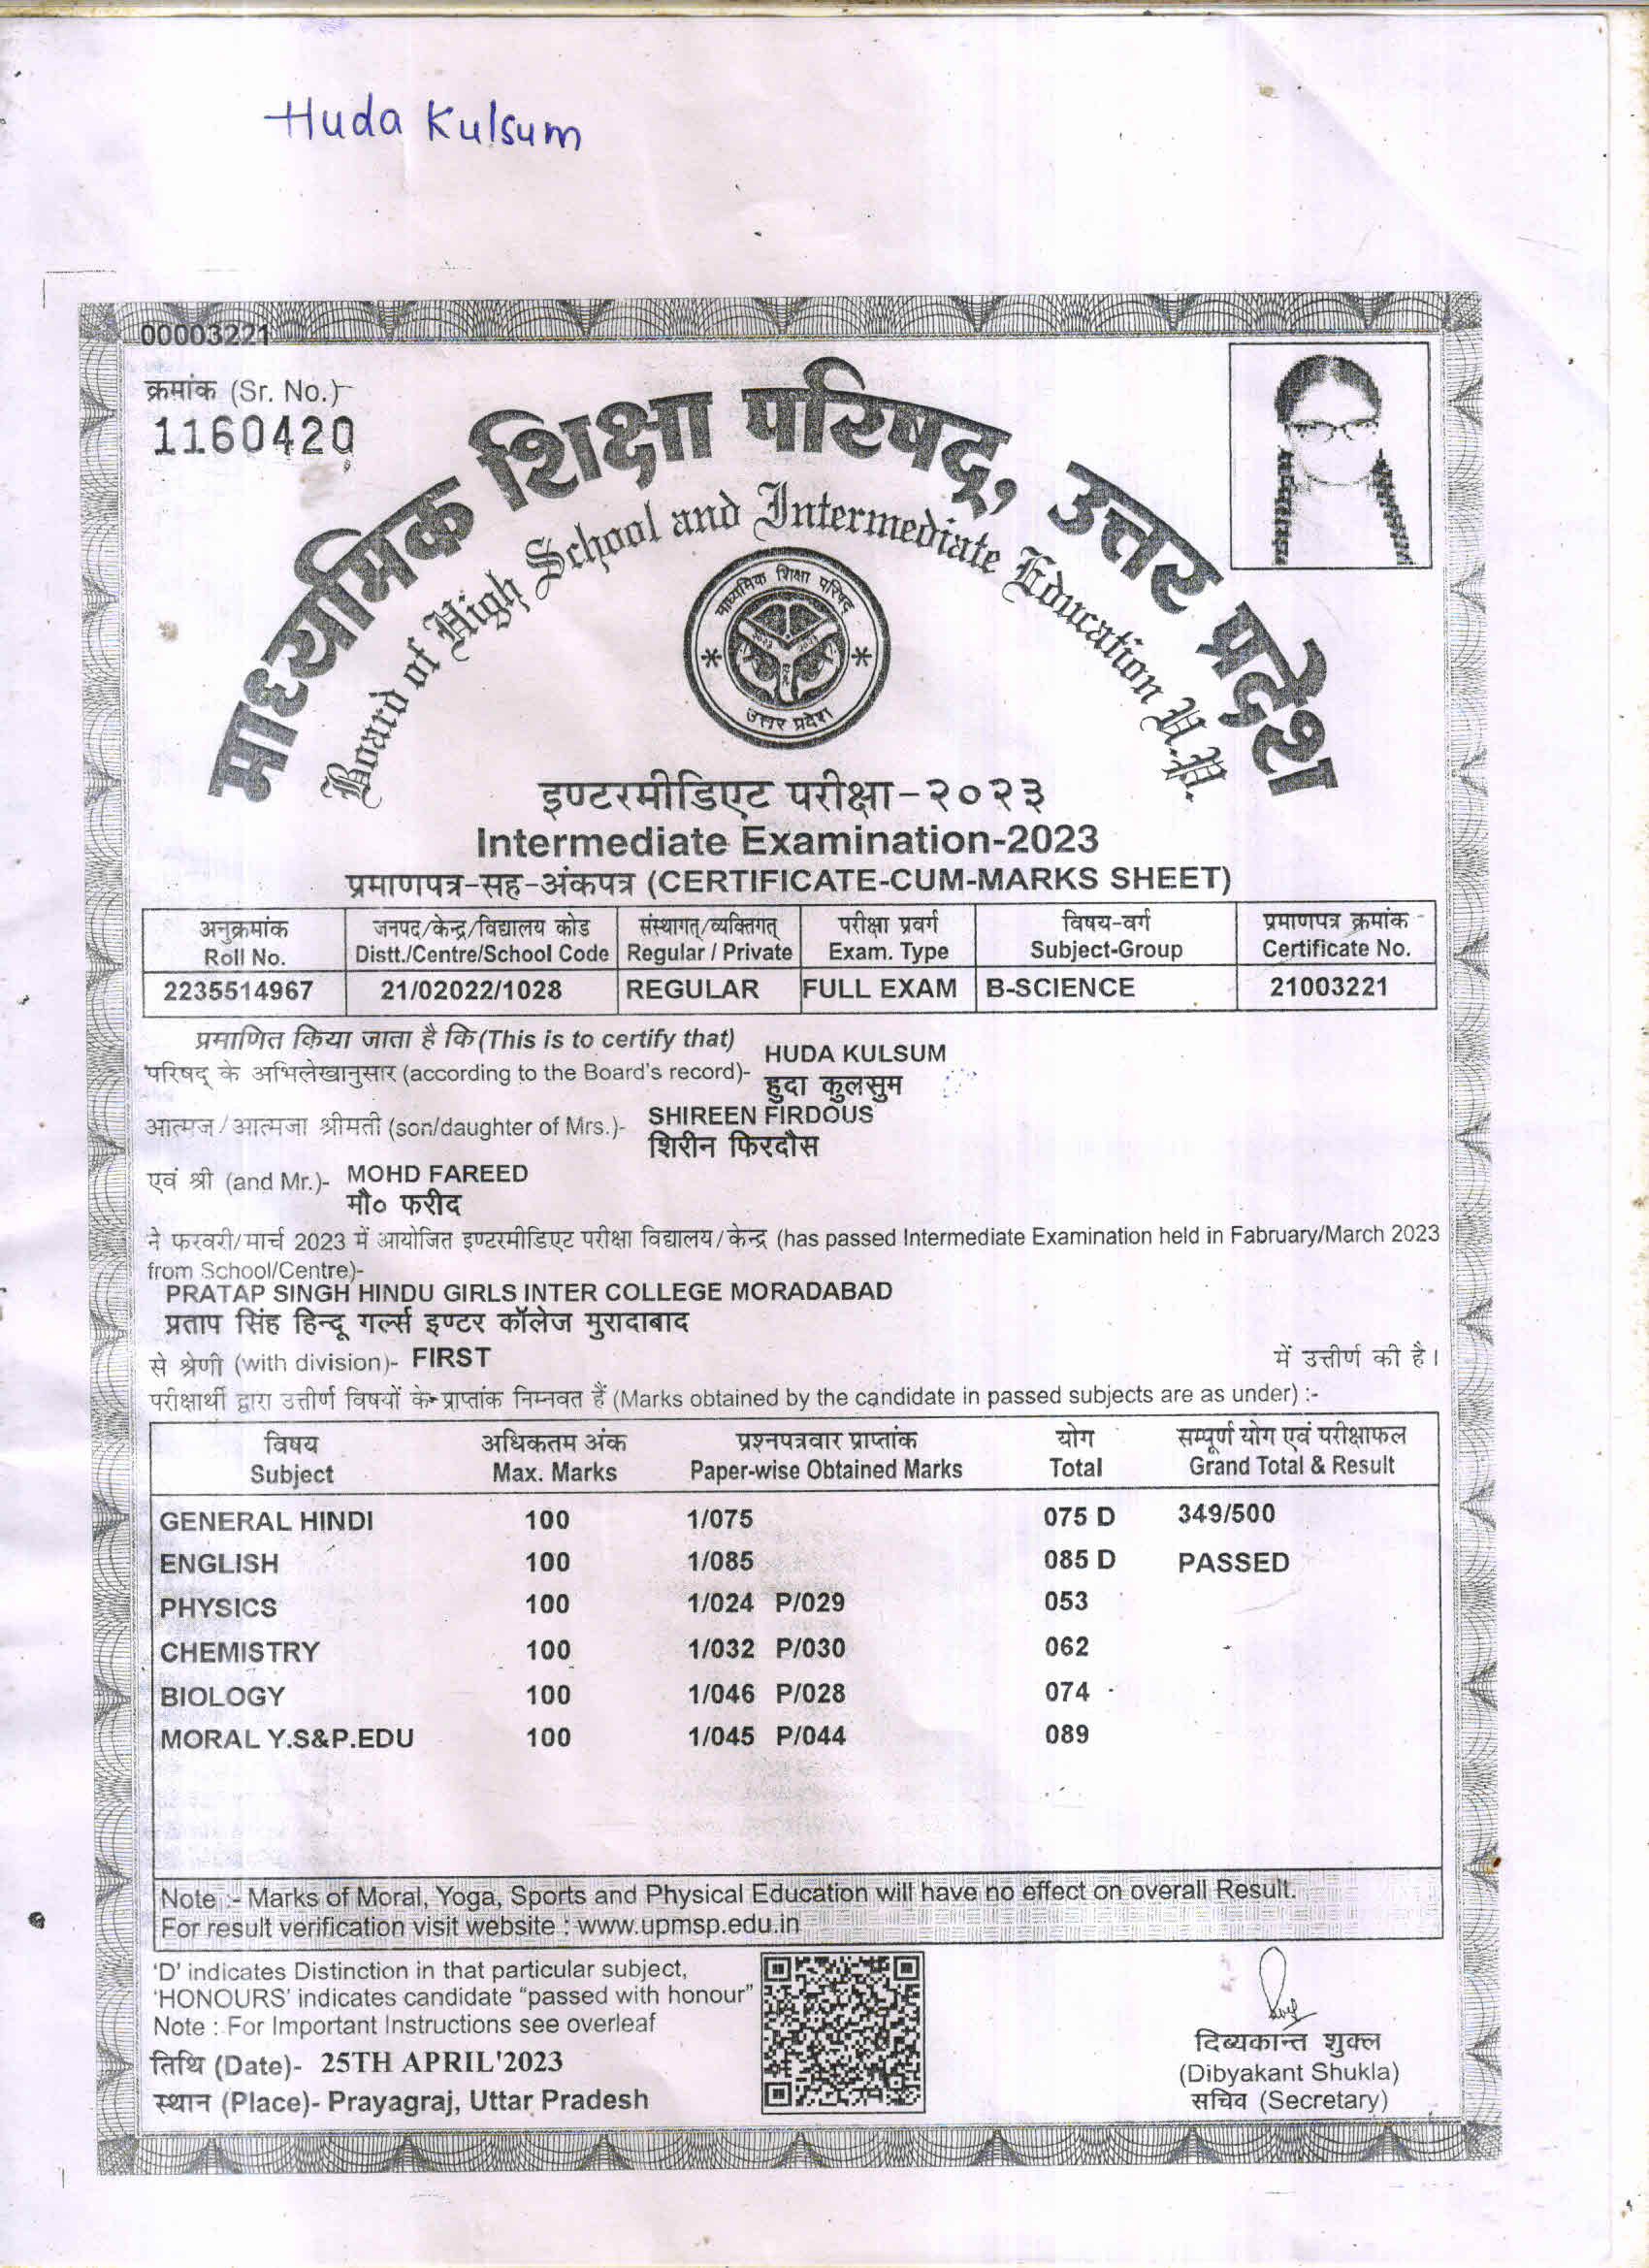 Huda Kulsum
00003221
क्रमांक (Sr. No.)-
1160420
माध्यमिक शिक्षा परिषद्, उत्तर प्रदेश
Board of High School and Intermediate Education U.P.
माध्यमिक शिक्षा परिषद
उत्तर प्रदेश
इण्टरमीडिएट परीक्षा-२०२३
Intermediate Examination-2023
प्रमाणपत्र-सह-अंकपत्र (CERTIFICATE-CUM-MARKS SHEET)
अनुक्रमांक जनपद/केन्द्र/विद्यालय कोड संस्थागत्/व्यक्तिगत् परीक्षा प्रवर्ग विषय-वर्ग प्रमाणपत्र क्रमांक
Roll No. Distt./Centre/School Code Regular / Private Exam. Type Subject-Group Certificate No.
2235514967 21/02022/1028 REGULAR FULL EXAM B-SCIENCE 21003221
प्रमाणित किया जाता है कि (This is to certify that) HUDA KULSUM
परिषद् के अभिलेखानुसार (according to the Board's record)- हुदा कुलसुम
आत्मज/आत्मजा श्रीमती (son/daughter of Mrs.)- SHIREEN FIRDOUS
शिरीन फिरदौस
एवं श्री (and Mr.)- MOHD FAREED
मौ० फरीद
ने फरवरी/मार्च 2023 में आयोजित इण्टरमीडिएट परीक्षा विद्यालय/केन्द्र (has passed Intermediate Examination held in Fabruary/March 2023
from School/Centre)-
PRATAP SINGH HINDU GIRLS INTER COLLEGE MORADABAD
प्रताप सिंह हिन्दू गर्ल्स इण्टर कॉलेज मुरादाबाद
से श्रेणी (with division)- FIRST में उत्तीर्ण की है।
परीक्षार्थी द्वारा उत्तीर्ण विषयों के प्राप्तांक निम्नवत हैं (Marks obtained by the candidate in passed subjects are as under) :-
विषय अधिकतम अंक प्रश्नपत्रवार प्राप्तांक योग सम्पूर्ण योग एवं परीक्षाफल
Subject Max. Marks Paper-wise Obtained Marks Total Grand Total & Result
GENERAL HINDI 100 1/075 075 D 349/500
ENGLISH 100 1/085 085 D PASSED
PHYSICS 100 1/024 P/029 053
CHEMISTRY 100 1/032 P/030 062
BIOLOGY 100 1/046 P/028 074
MORAL Y.S&P.EDU 100 1/045 P/044 089
Note :- Marks of Moral, Yoga, Sports and Physical Education will have no effect on overall Result.
For result verification visit website : www.upmsp.edu.in
'D' indicates Distinction in that particular subject,
'HONOURS' indicates candidate "passed with honour"
Note : For Important Instructions see overleaf
तिथि (Date)- 25TH APRIL'2023
स्थान (Place)- Prayagraj, Uttar Pradesh
दिब्यकान्त शुक्ल
(Dibyakant Shukla)
सचिव (Secretary)